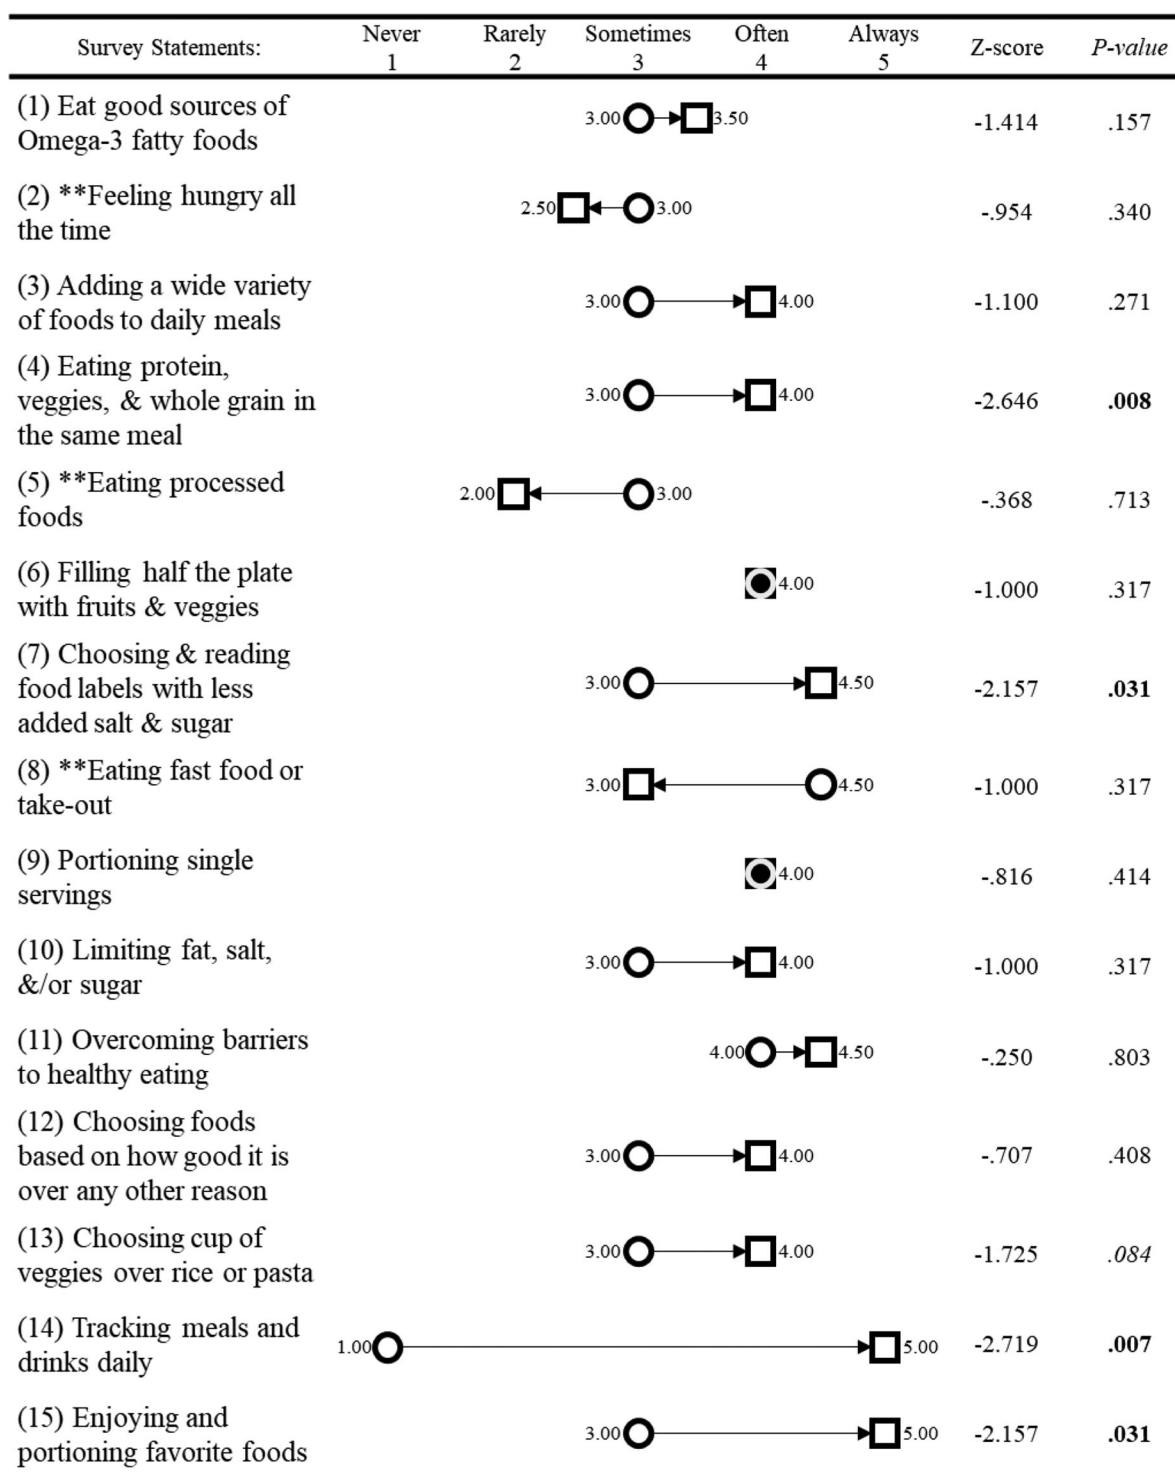 Survey Statements: Never Rarely Sometimes Often Always Z-score P-value
1 2 3 4 5
(1) Eat good sources of
Omega-3 fatty foods
3.00 3.50 -1.414 .157
(2) **Feeling hungry all
the time
2.50 3.00 -.954 .340
(3) Adding a wide variety
of foods to daily meals
3.00 4.00 -1.100 .271
(4) Eating protein,
veggies, & whole grain in
the same meal
3.00 4.00 -2.646 .008
(5) **Eating processed
foods
2.00 3.00 -.368 .713
(6) Filling half the plate
with fruits & veggies
4.00 -1.000 .317
(7) Choosing & reading
food labels with less
added salt & sugar
3.00 4.50 -2.157 .031
(8) **Eating fast food or
take-out
3.00 4.50 -1.000 .317
(9) Portioning single
servings
4.00 -.816 .414
(10) Limiting fat, salt,
&/or sugar
3.00 4.00 -1.000 .317
(11) Overcoming barriers
to healthy eating
4.00 4.50 -.250 .803
(12) Choosing foods
based on how good it is
over any other reason
3.00 4.00 -.707 .408
(13) Choosing cup of
veggies over rice or pasta
3.00 4.00 -1.725 .084
(14) Tracking meals and
drinks daily
1.00 5.00 -2.719 .007
(15) Enjoying and
portioning favorite foods
3.00 5.00 -2.157 .031